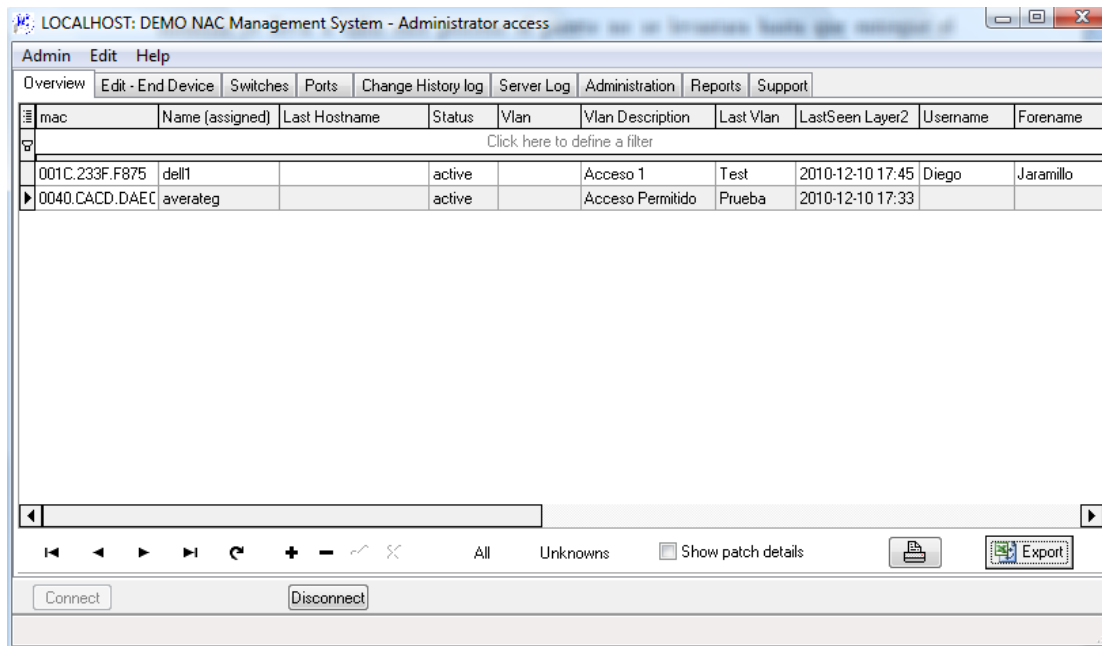 LOCALHOST: DEMO NAC Management System - Administrator access
Admin Edit Help
Overview Edit - End Device Switches Ports Change History log Server Log Administration Reports Support
mac Name (assigned) Last Hostname Status Vlan Vlan Description Last Vlan LastSeen Layer2 Username Forename
Click here to define a filter
001C.233F.F875 dell1 active Acceso 1 Test 2010-12-10 17:45 Diego Jaramillo
0040.CACD.DAE averateg active Acceso Permitido Prueba 2010-12-10 17:33
All Unknowns Show patch details Export
Connect Disconnect